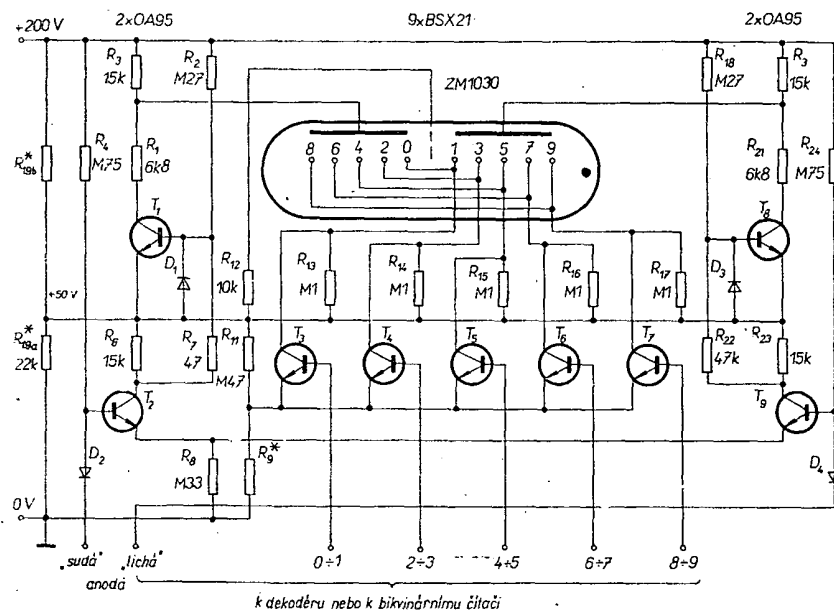 2xOA95
9xBSX21
2xOA95
+200 V
R3
15k
R2
M27
ZM1030
R18
M27
R3
15k
R19b*
R4
M75
R1
6k8
8 6 4 2 0 1 3 5 7 9
R21
6k8
R24
M75
T1
T8
D1
R12
10k
R13
M1
R14
M1
R15
M1
R16
M1
R17
M1
D3
+50 V
R19a*
22k
R6
15k
R7
47
R11
M47
T3
T4
T5
T6
T7
R22
47k
R23
15k
T2
T9
D2
R8
M33
R9*
D4
0 V
„sudá" „lichá"
anodá
0÷1
2÷3
4÷5
6÷7
8÷9
k dekodéru nebo k bikvinárnímu čítači